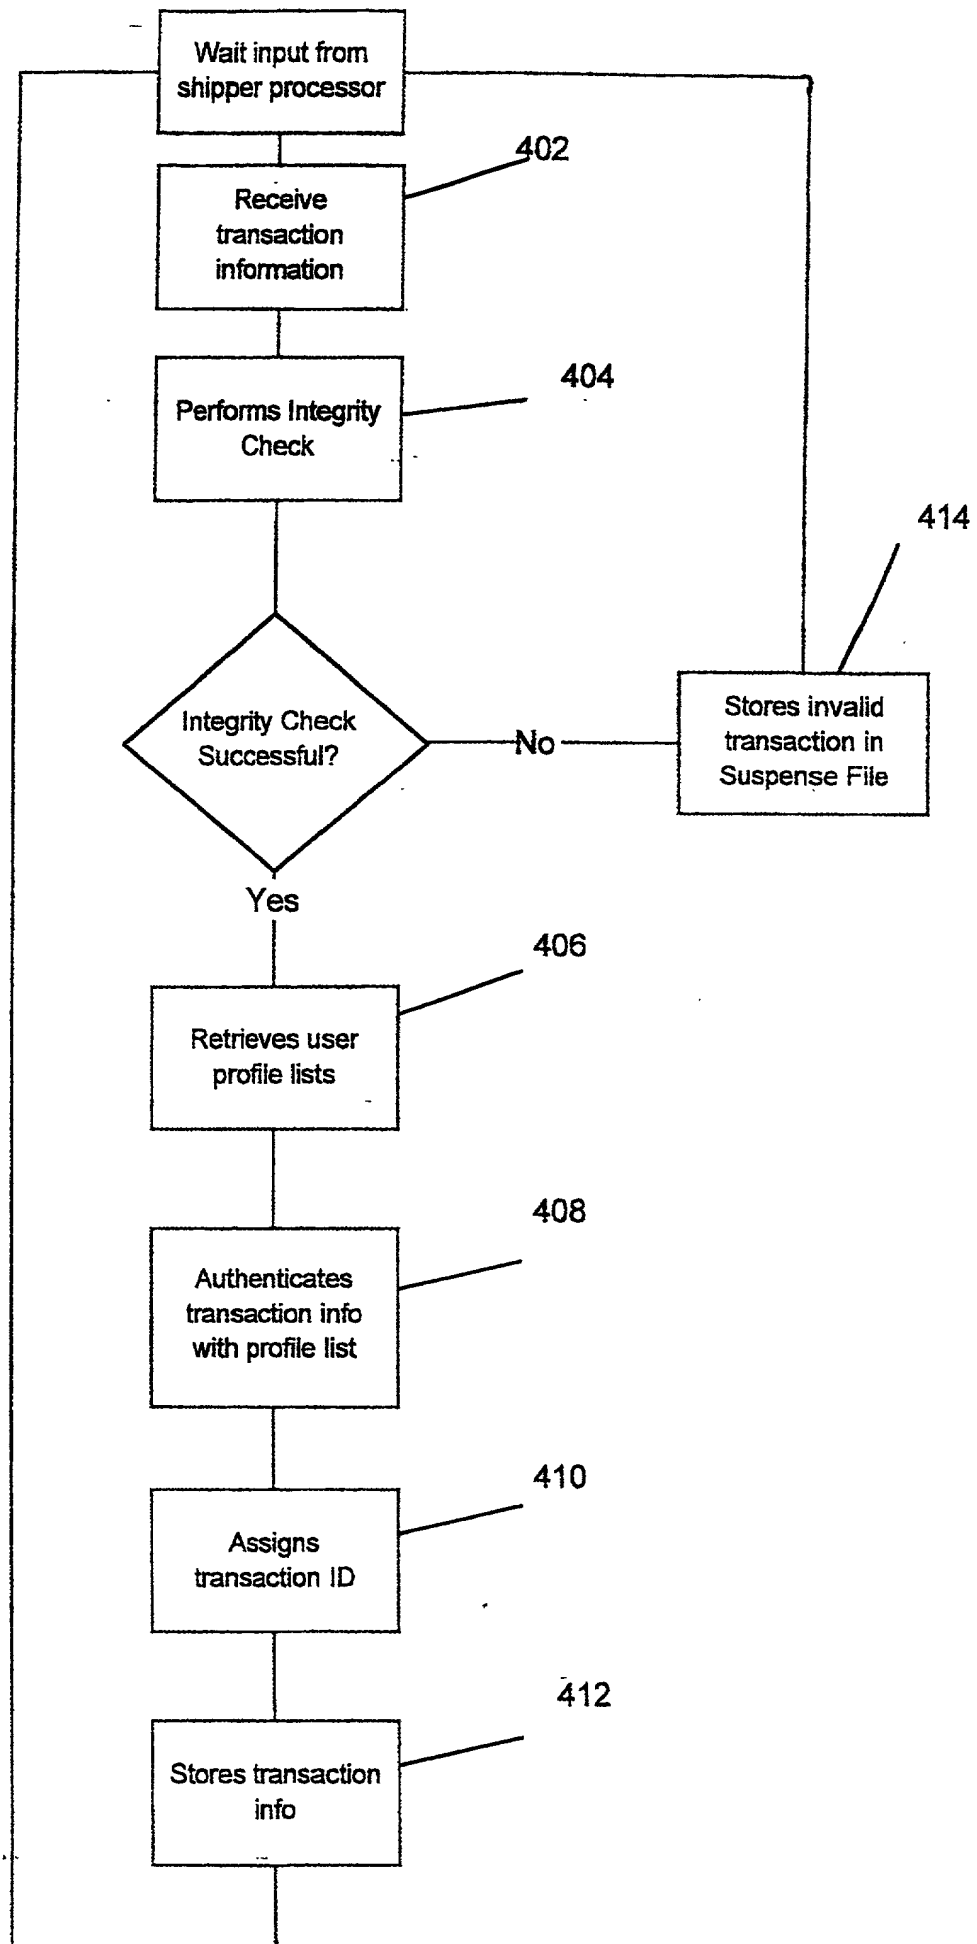 Wait input from
shipper processor
402
Receive
transaction
information
404
Performs Integrity
Check
414
Integrity Check
Successful?
No
Stores invalid
transaction in
Suspense File
Yes
406
Retrieves user
profile lists
408
Authenticates
transaction info
with profile list
410
Assigns
transaction ID
412
Stores transaction
info